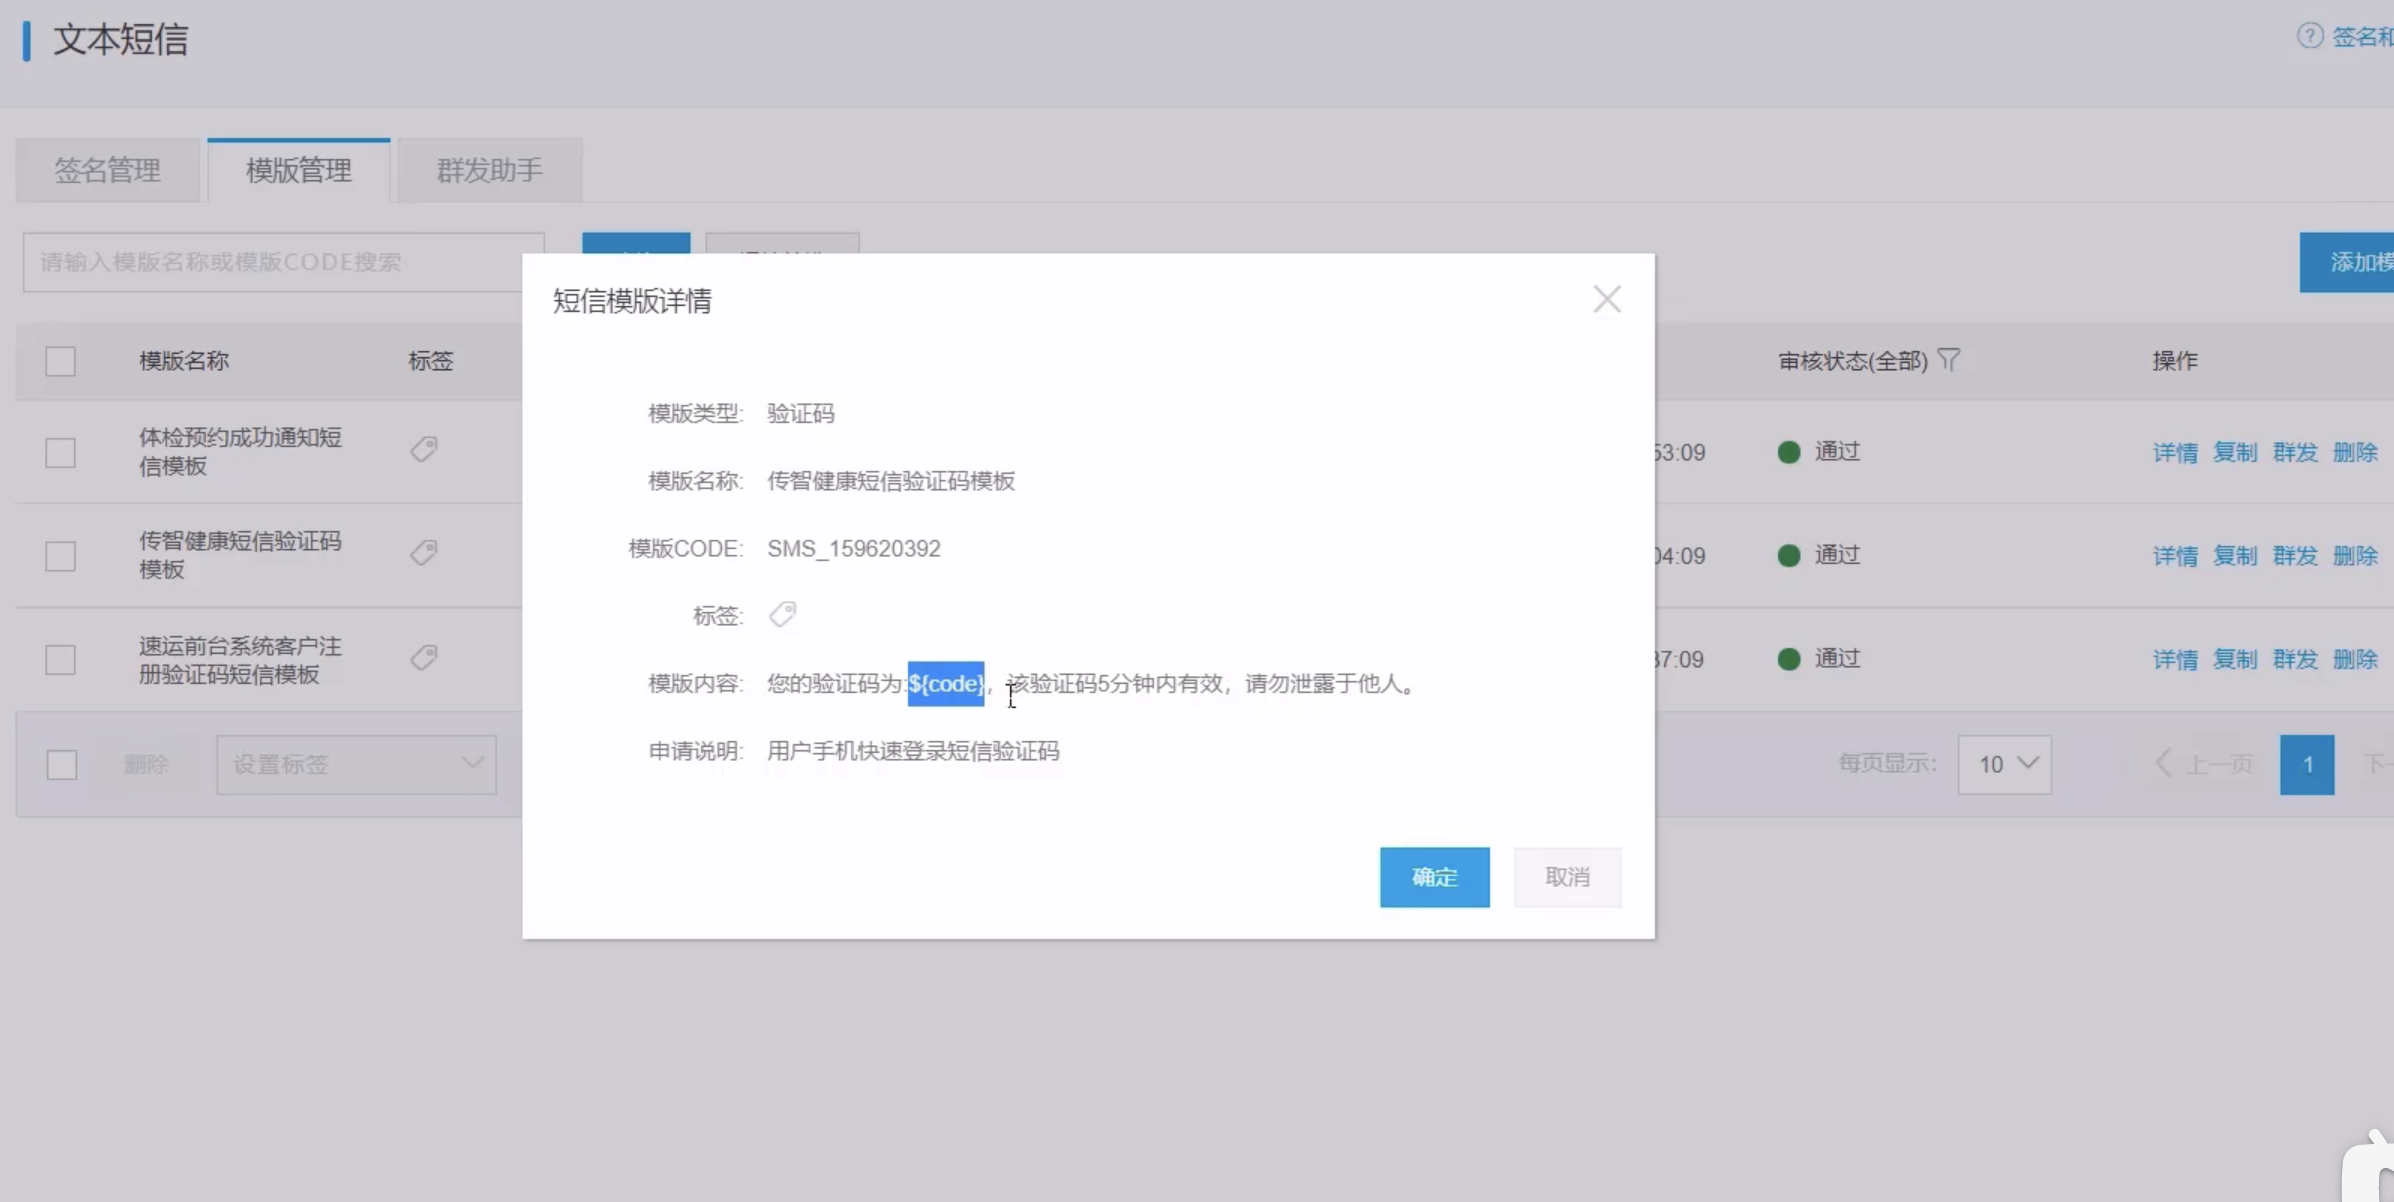 文本短信
签名和
签名管理
模版管理
群发助手
请输入模版名称或模版CODE搜索
添加模
模版名称
标签
审核状态(全部)
操作
体检预约成功通知短
信模板
53:09
通过
详情 复制 群发 删除
传智健康短信验证码
模板
04:09
通过
详情 复制 群发 删除
速运前台系统客户注
册验证码短信模板
37:09
通过
详情 复制 群发 删除
删除
设置标签
每页显示:
10
上一页
1
下一
短信模版详情
模版类型: 验证码
模版名称: 传智健康短信验证码模板
模版CODE: SMS_159620392
标签:
模版内容: 您的验证码为:${code}，该验证码5分钟内有效，请勿泄露于他人。
申请说明: 用户手机快速登录短信验证码
确定
取消